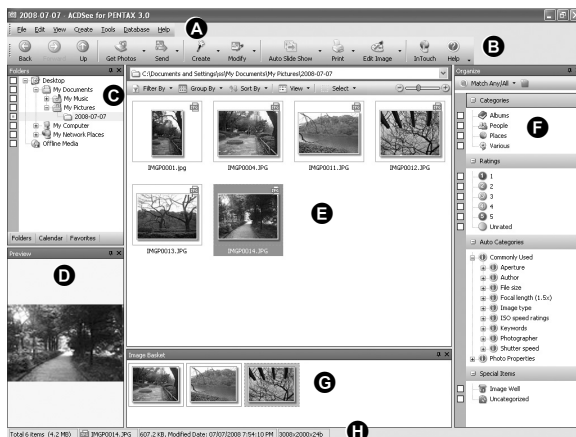 2008-07-07 - ACDSee for PENTAX 3.0
A
File Edit View Create Tools Database Help
Back Forward Up Get Photos Send Create Modify Auto Slide Show Print Edit Image InTouch Help
B
Folders
Desktop
My Documents
My Music
My Pictures
2008-07-07
My Computer
My Network Places
Offline Media
C
Folders Calendar Favorites
Preview
D
C:\Documents and Settings\ss\My Documents\My Pictures\2008-07-07
Filter By Group By Sort By View Select
IMGP0001.jpg IMGP0004.JPG IMGP0011.JPG IMGP0012.JPG
IMGP0013.JPG IMGP0014.JPG
E
Image Basket
G
Organize
Match Any/All
Categories
Albums
People
Places
Various
F
Ratings
1 1
2 2
3 3
4 4
5 5
Unrated
Auto Categories
Commonly Used
Aperture
Author
File size
Focal length (1.5x)
Image type
ISO speed ratings
Keywords
Photographer
Shutter speed
Photo Properties
Special Items
Image Well
Uncategorized
Total 6 items (4.2 MB) IMGP0014.JPG 607.2 KB, Modified Date: 07/07/2008 7:54:10 PM 3008x2000x24b
H